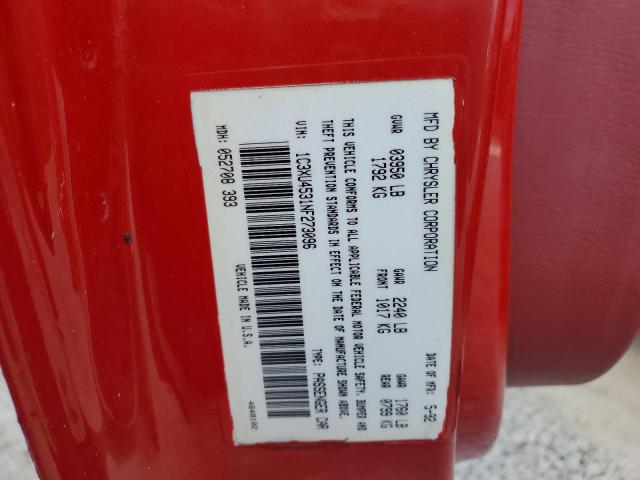 MFD BY CHRYSLER CORPORATION DATE OF MFR: 5-92
GVWR 03950 LB GAWR 2240 LB GAWR 1760 LB
1792 KG FRONT 1017 KG REAR 0799 KG
THIS VEHICLE CONFORMS TO ALL APPLICABLE FEDERAL MOTOR VEHICLE SAFETY, BUMPER AND
THEFT PREVENTION STANDARDS IN EFFECT ON THE DATE OF MANUFACTURE SHOWN ABOVE.
VIN: 1C3XU4531NF273096 TYPE: PASSENGER CAR
MDH: 052708 393 VEHICLE MADE IN U.S.A.